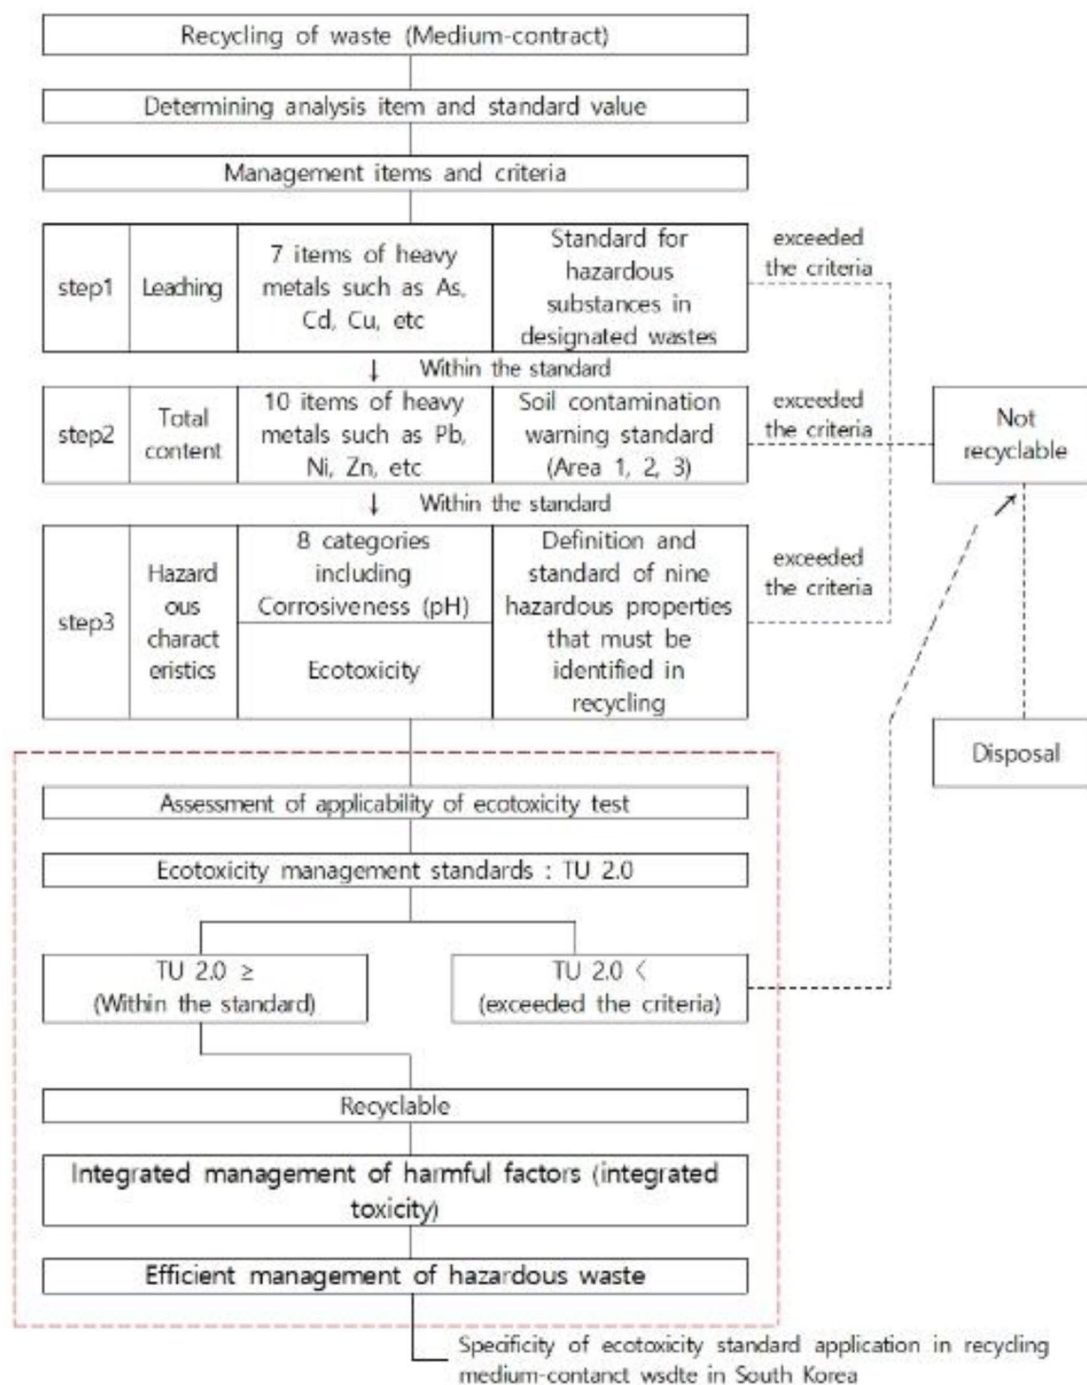 Recycling of waste (Medium-contract)
Determining analysis item and standard value
Management items and criteria
step1
Leaching
7 items of heavy
metals such as As,
Cd, Cu, etc
Standard for
hazardous
substances in
designated wastes
exceeded
the criteria
↓ Within the standard
step2
Total
content
10 items of heavy
metals such as Pb,
Ni, Zn, etc
Soil contamination
warning standard
(Area 1, 2, 3)
exceeded
the criteria
Not
recyclable
↓ Within the standard
step3
Hazard
ous
charact
eristics
8 categories
including
Corrosiveness (pH)
Ecotoxicity
Definition and
standard of nine
hazardous properties
that must be
identified in
recycling
exceeded
the criteria
Disposal
Assessment of applicability of ecotoxicity test
Ecotoxicity management standards : TU 2.0
TU 2.0 ≥
(Within the standard)
TU 2.0 <
(exceeded the criteria)
Recyclable
Integrated management of harmful factors (integrated
toxicity)
Efficient management of hazardous waste
Specificity of ecotoxicity standard application in recycling
medium-contanct wsdte in South Korea